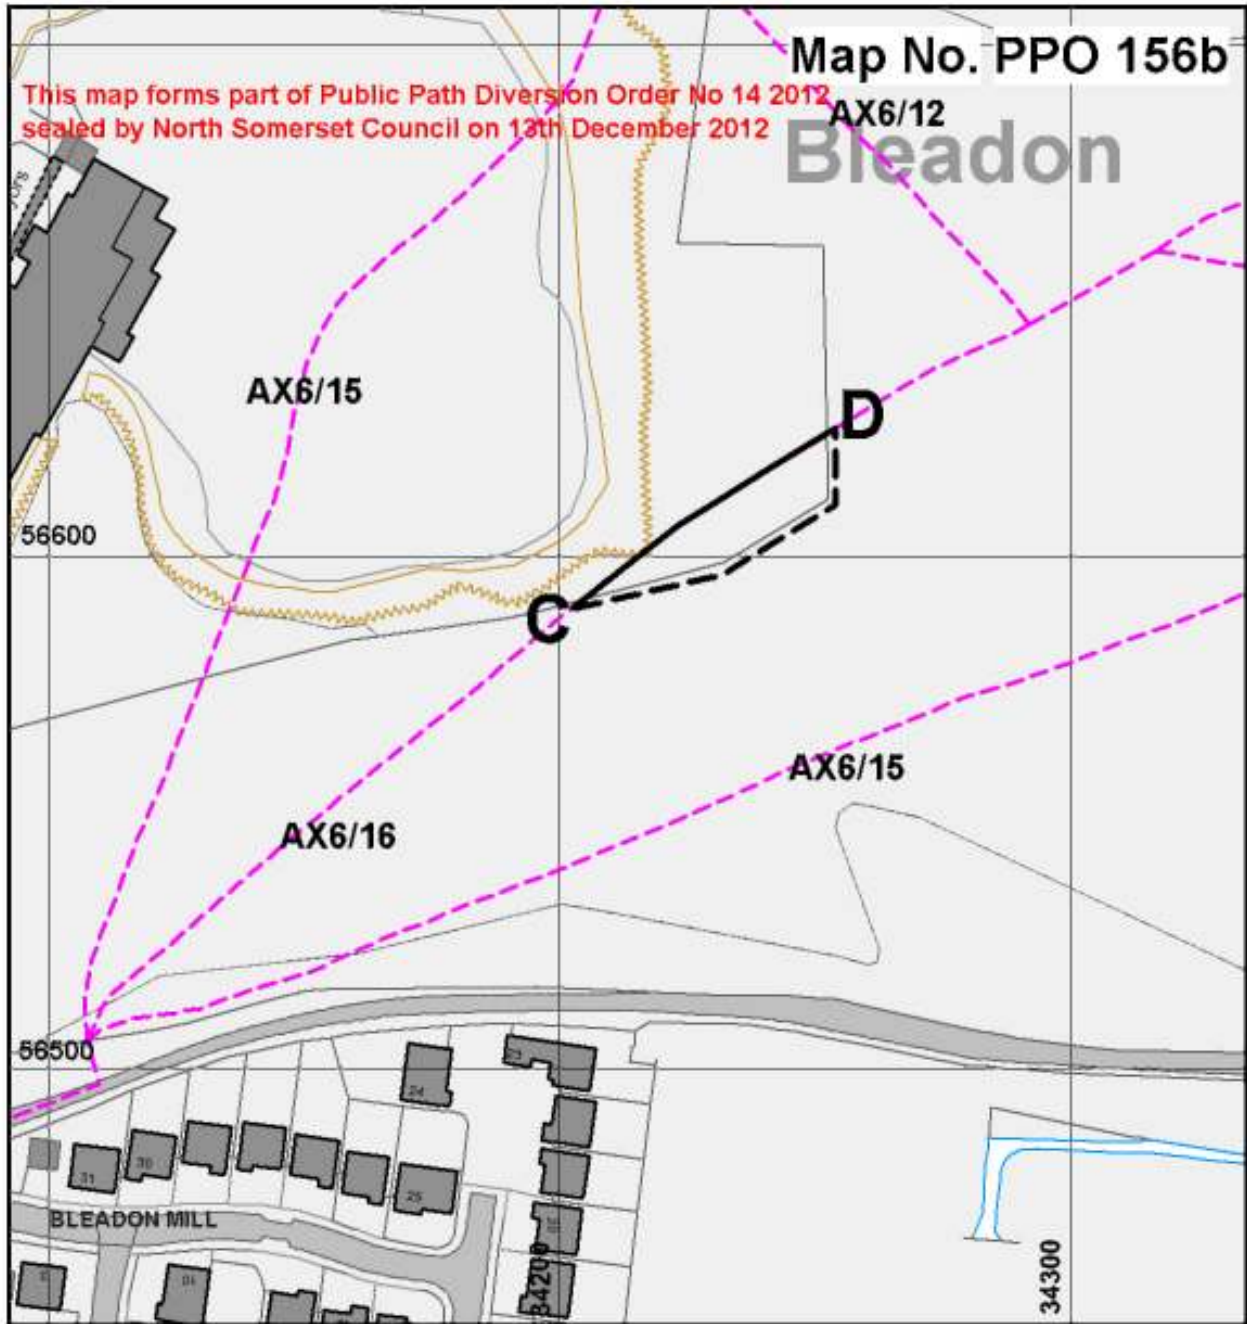 Map No. PPO 156b
This map forms part of Public Path Diversion Order No 14 2012
sealed by North Somerset Council on 13th December 2012
AX6/12
Bleadon
AX6/15
D
56600
C
AX6/15
AX6/16
56500
24
31
30
25
BLEADON MILL
34200
34300